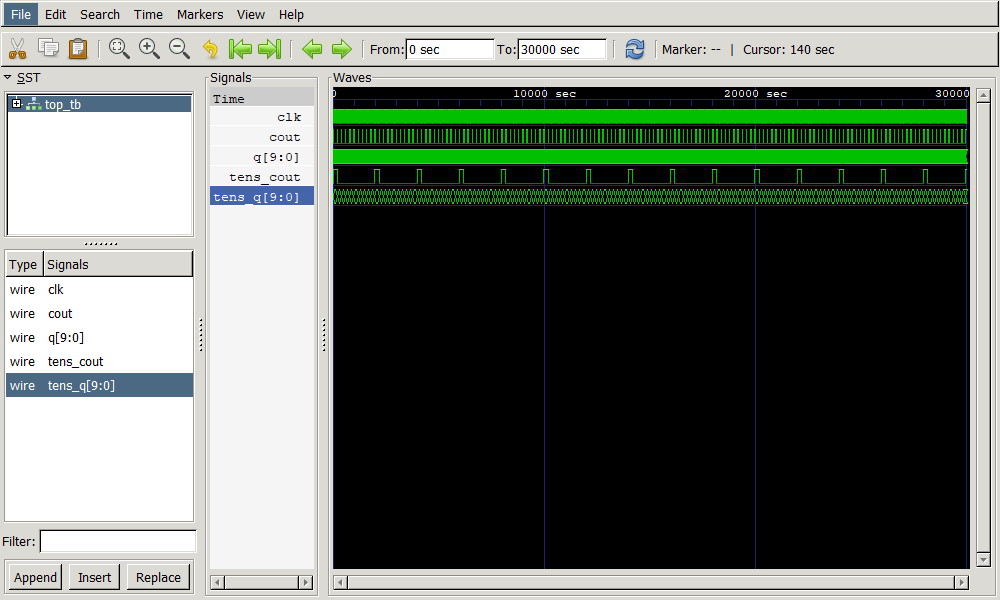 File Edit Search Time Markers View Help
From: 0 sec To: 30000 sec Marker: -- | Cursor: 140 sec
SST
top_tb
Type Signals
wire clk
wire cout
wire q[9:0]
wire tens_cout
wire tens_q[9:0]
Filter:
Append Insert Replace
Signals
Time
clk
cout
q[9:0]
tens_cout
tens_q[9:0]
Waves
0 10000 sec 20000 sec 30000